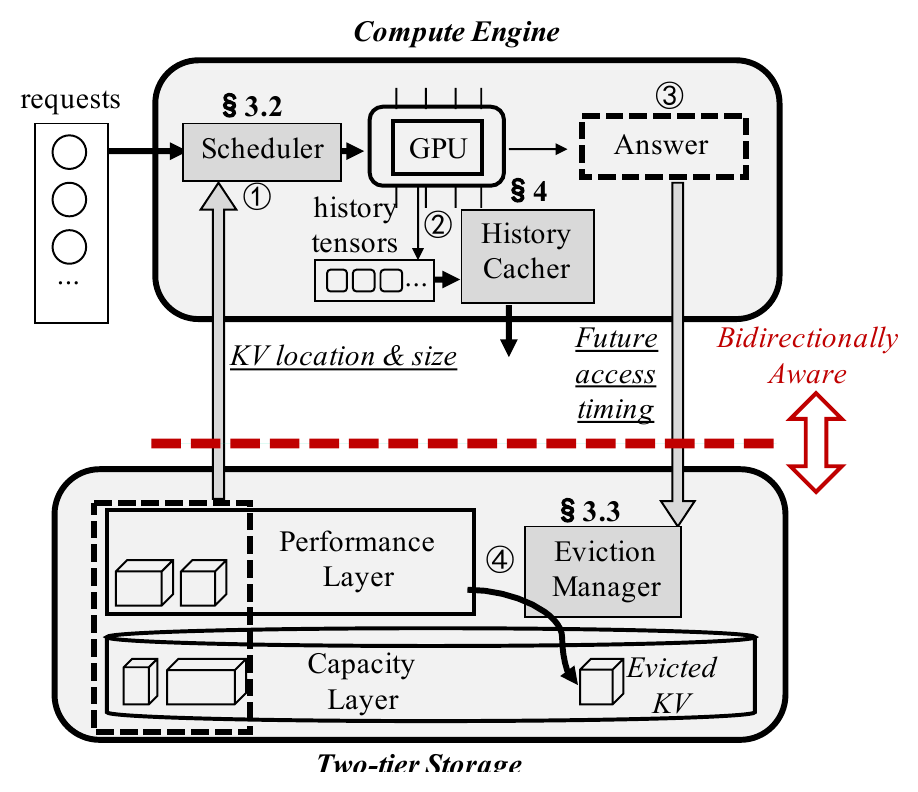 Compute Engine
requests
§ 3.2
Scheduler
GPU
③
Answer
①
history
tensors
...
②
§ 4
History
Cacher
...
KV location & size
Future
access
timing
Bidirectionally
Aware
§ 3.3
Performance
Layer
④
Eviction
Manager
Capacity
Layer
Evicted
KV
Two-tier Storage